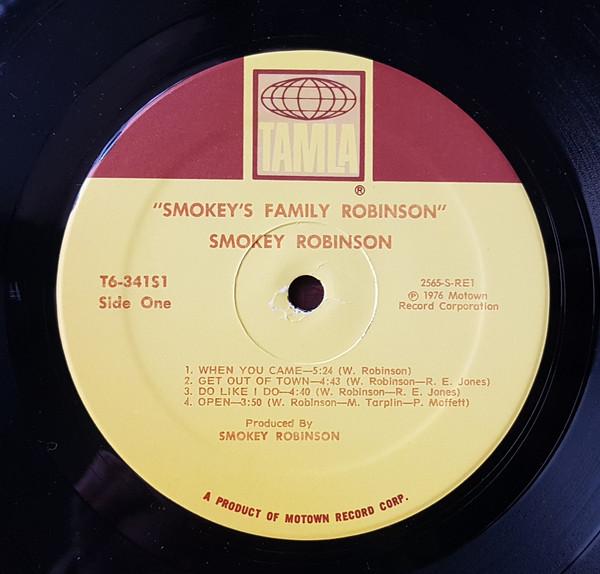 TAMLA
®
"SMOKEY'S FAMILY ROBINSON"
SMOKEY ROBINSON
T6-341S1
Side One
2565-S-RE1
℗ 1976 Motown
Record Corporation
1. WHEN YOU CAME—5:24 (W. Robinson)
2. GET OUT OF TOWN—4:43 (W. Robinson—R. E. Jones)
3. DO LIKE I DO—4:40 (W. Robinson—R. E. Jones)
4. OPEN—3:50 (W. Robinson—M. Tarplin—P. Moffett)
Produced By
SMOKEY ROBINSON
A PRODUCT OF MOTOWN RECORD CORP.